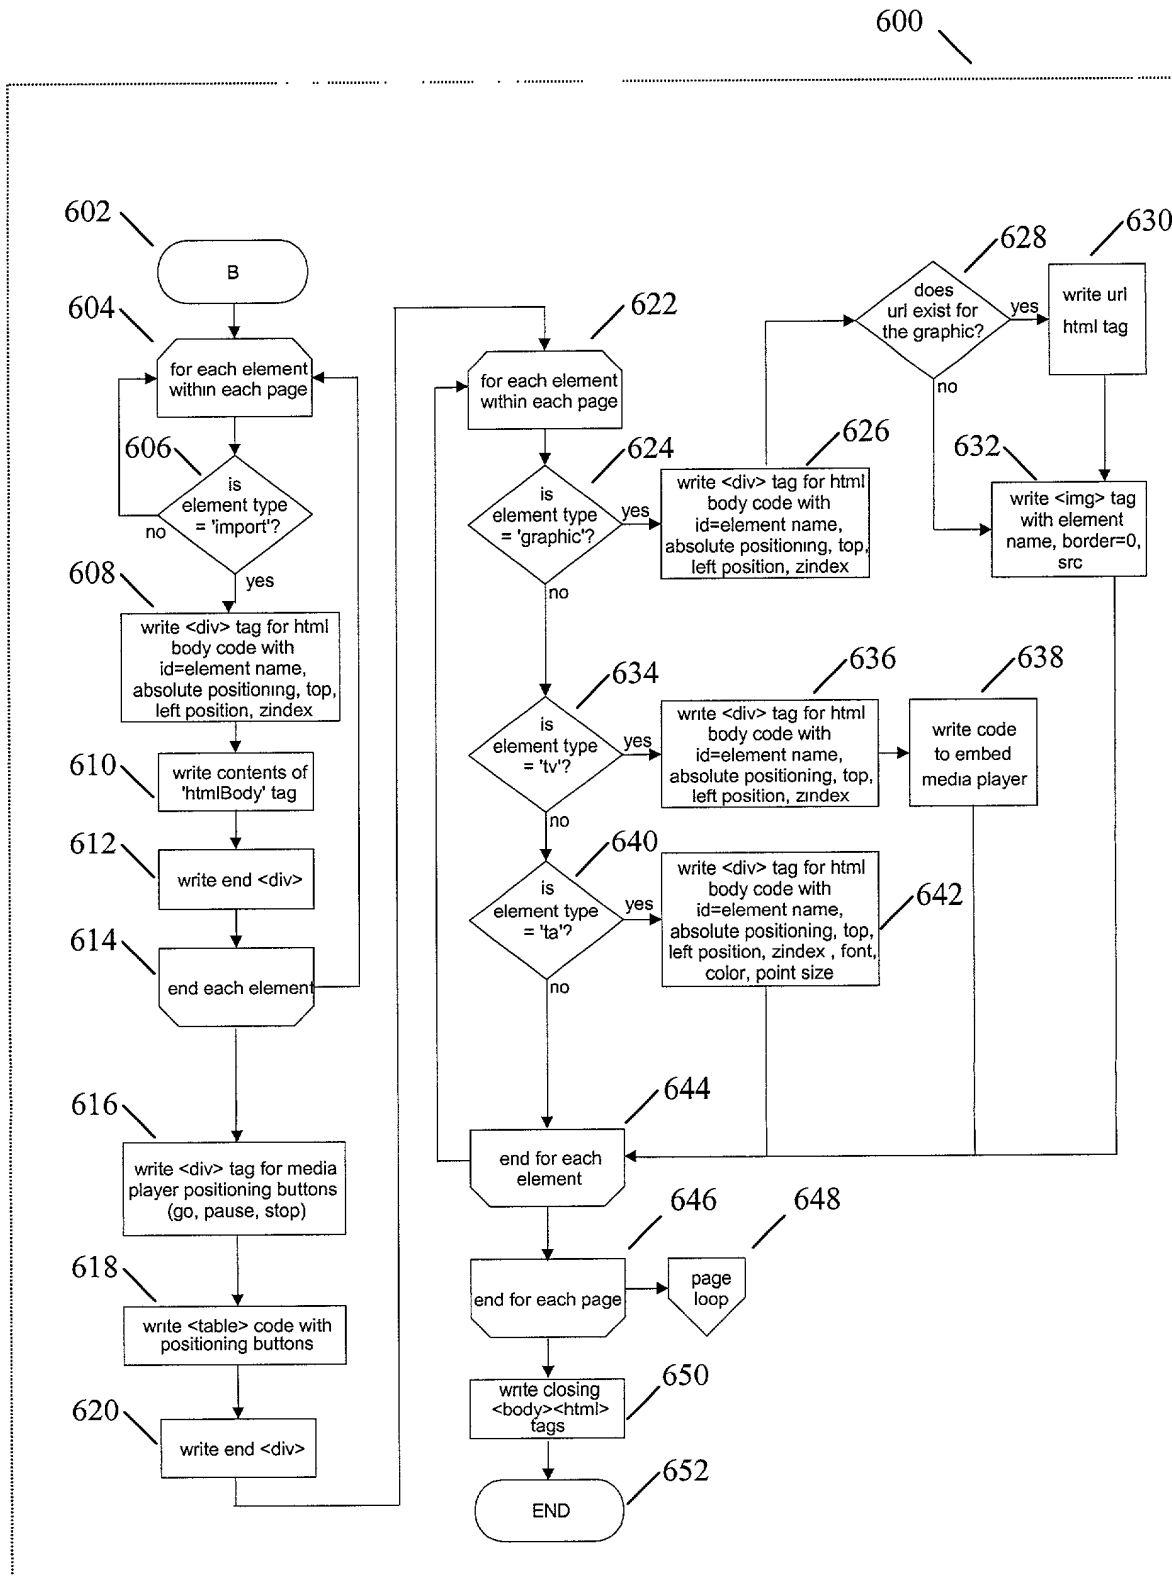 600
602
B
604
for each element
within each page
606
is
element type
= 'import'?
no
yes
608
write <div> tag for html
body code with
id=element name,
absolute positioning, top,
left position, zindex
610
write contents of
'htmlBody' tag
612
write end <div>
614
end each element
616
write <div> tag for media
player positioning buttons
(go, pause, stop)
618
write <table> code with
positioning buttons
620
write end <div>
622
for each element
within each page
624
is
element type
= 'graphic'?
yes
no
626
write <div> tag for html
body code with
id=element name,
absolute positioning, top,
left position, zindex
628
does
url exist for
the graphic?
yes
no
630
write url
html tag
632
write <img> tag
with element
name, border=0,
src
634
is
element type
= 'tv'?
yes
no
636
write <div> tag for html
body code with
id=element name,
absolute positioning, top,
left position, zindex
638
write code
to embed
media player
640
is
element type
= 'ta'?
yes
no
642
write <div> tag for html
body code with
id=element name,
absolute positioning, top,
left position, zindex , font,
color, point size
644
end for each
element
646
end for each page
648
page
loop
650
write closing
<body><html>
tags
652
END